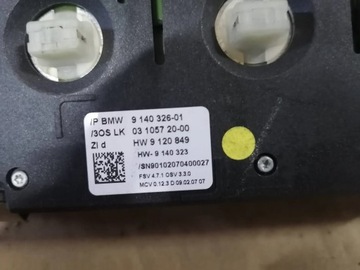 /P BMW 9 140 326-01
/3OS LK 03 1057 20-00
Zi d HW 9 120 849
HW- 9 140 323
/SN90102070400027
FSV 4.7.1 OSV 3.3.0
MCV 0.12.3 D 09.02.07 07